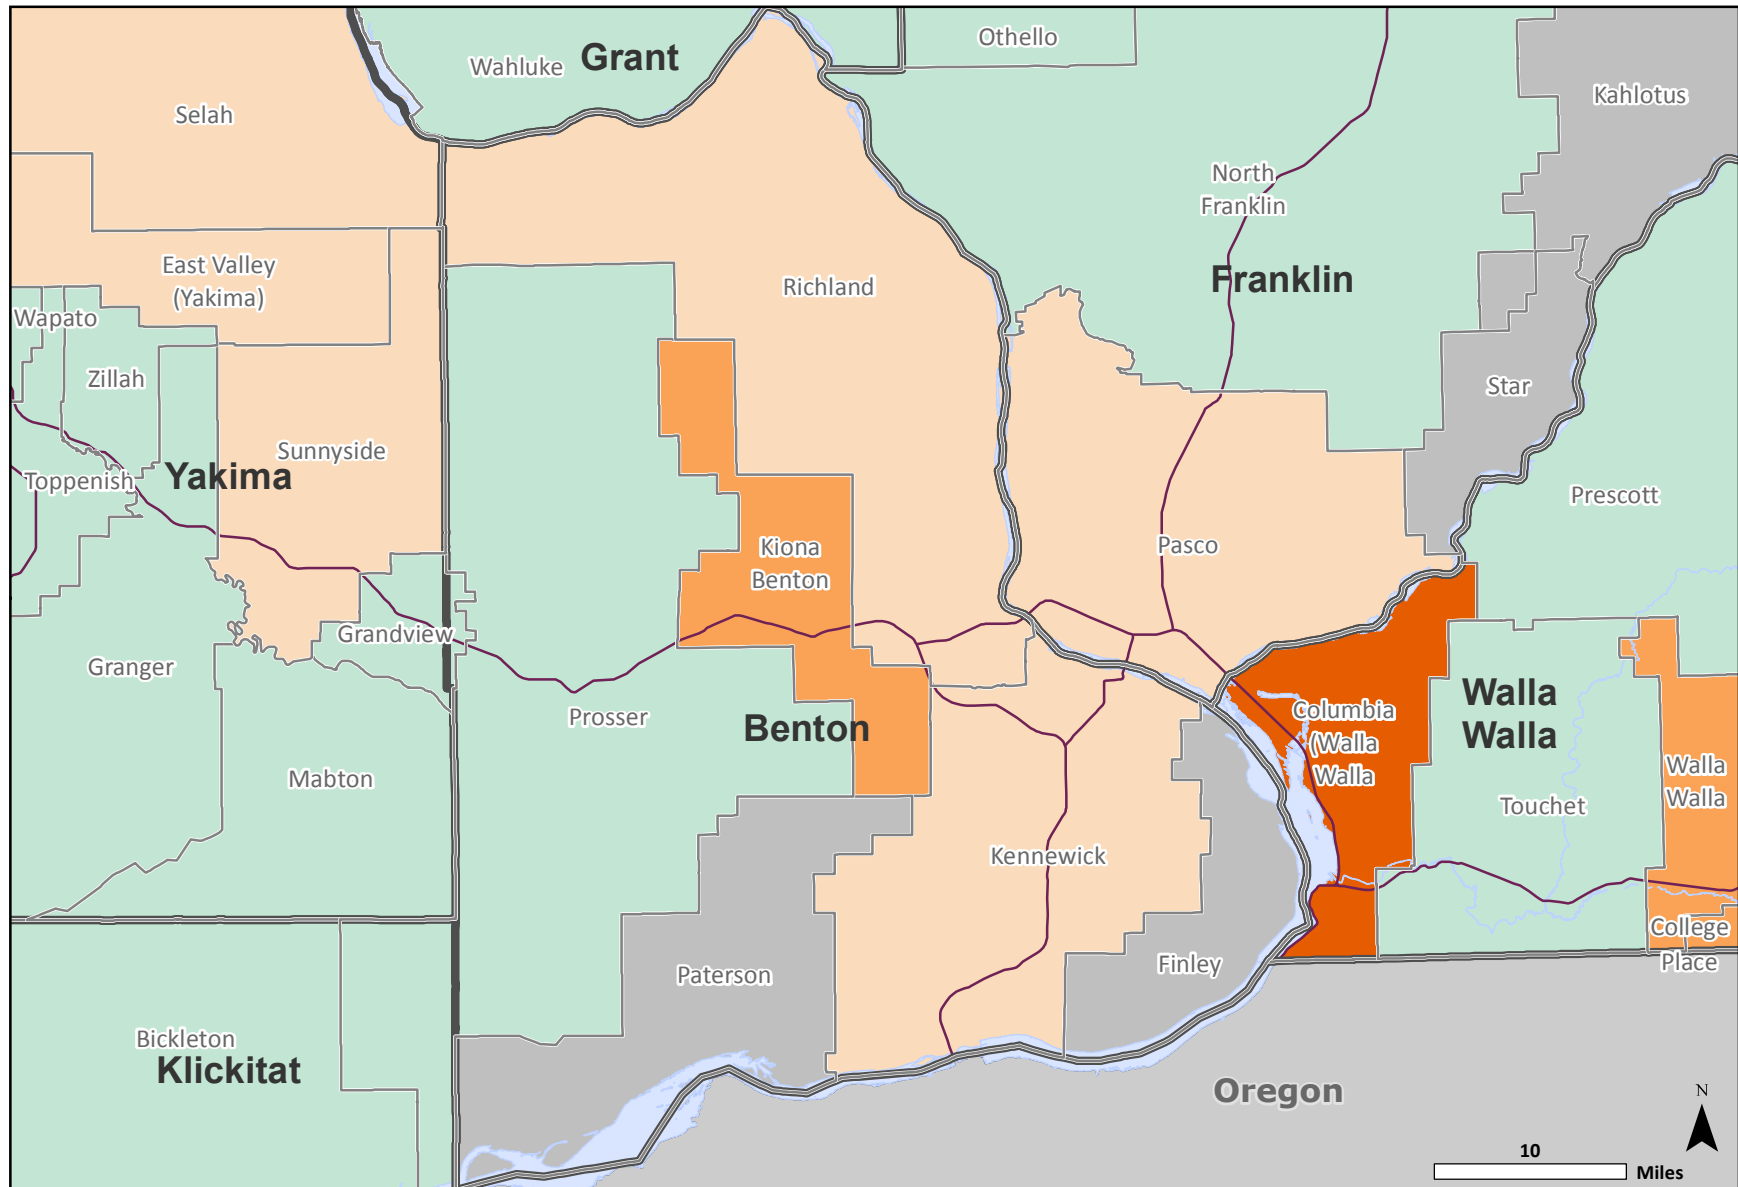 Othello
Wahluke
Grant
Kahlotus
Selah
North
Franklin
East Valley
(Yakima)
Richland
Franklin
Wapato
Zillah
Star
Sunnyside
Yakima
Toppenish
Prescott
Kiona
Benton
Pasco
Grandview
Granger
Prosser
Benton
Columbia
(Walla
Walla
Walla
Walla
Mabton
Walla
Walla
Touchet
Kennewick
College
Place
Paterson
Finley
Bickleton
Klickitat
Oregon
N
10
Miles